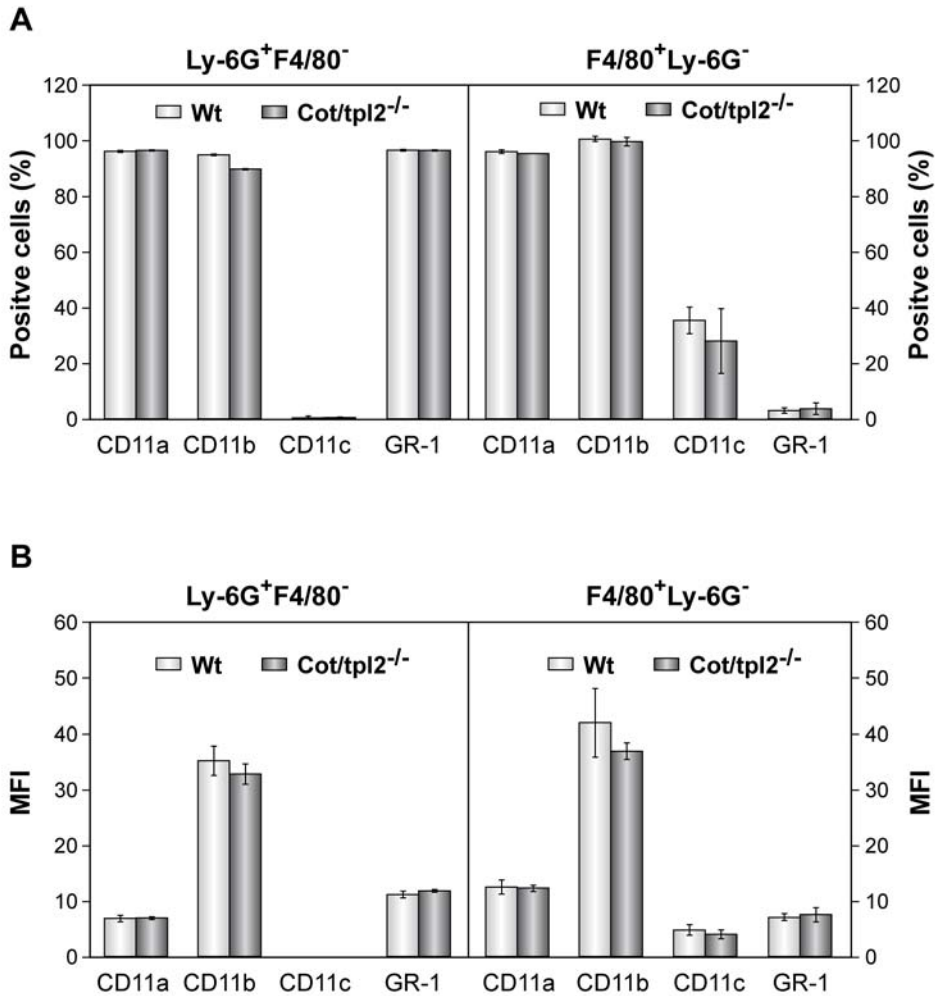 A
Ly-6G⁺F4/80⁻ F4/80⁺Ly-6G⁻
120 120
Wt Cot/tpl2⁻/⁻ Wt Cot/tpl2⁻/⁻
100 100
80 80
60 60
40 40
20 20
0 0
Positve cells (%) Positve cells (%)
CD11a CD11b CD11c GR-1 CD11a CD11b CD11c GR-1
B
Ly-6G⁺F4/80⁻ F4/80⁺Ly-6G⁻
60 60
Wt Cot/tpl2⁻/⁻ Wt Cot/tpl2⁻/⁻
50 50
40 40
30 30
20 20
10 10
0 0
MFI MFI
CD11a CD11b CD11c GR-1 CD11a CD11b CD11c GR-1